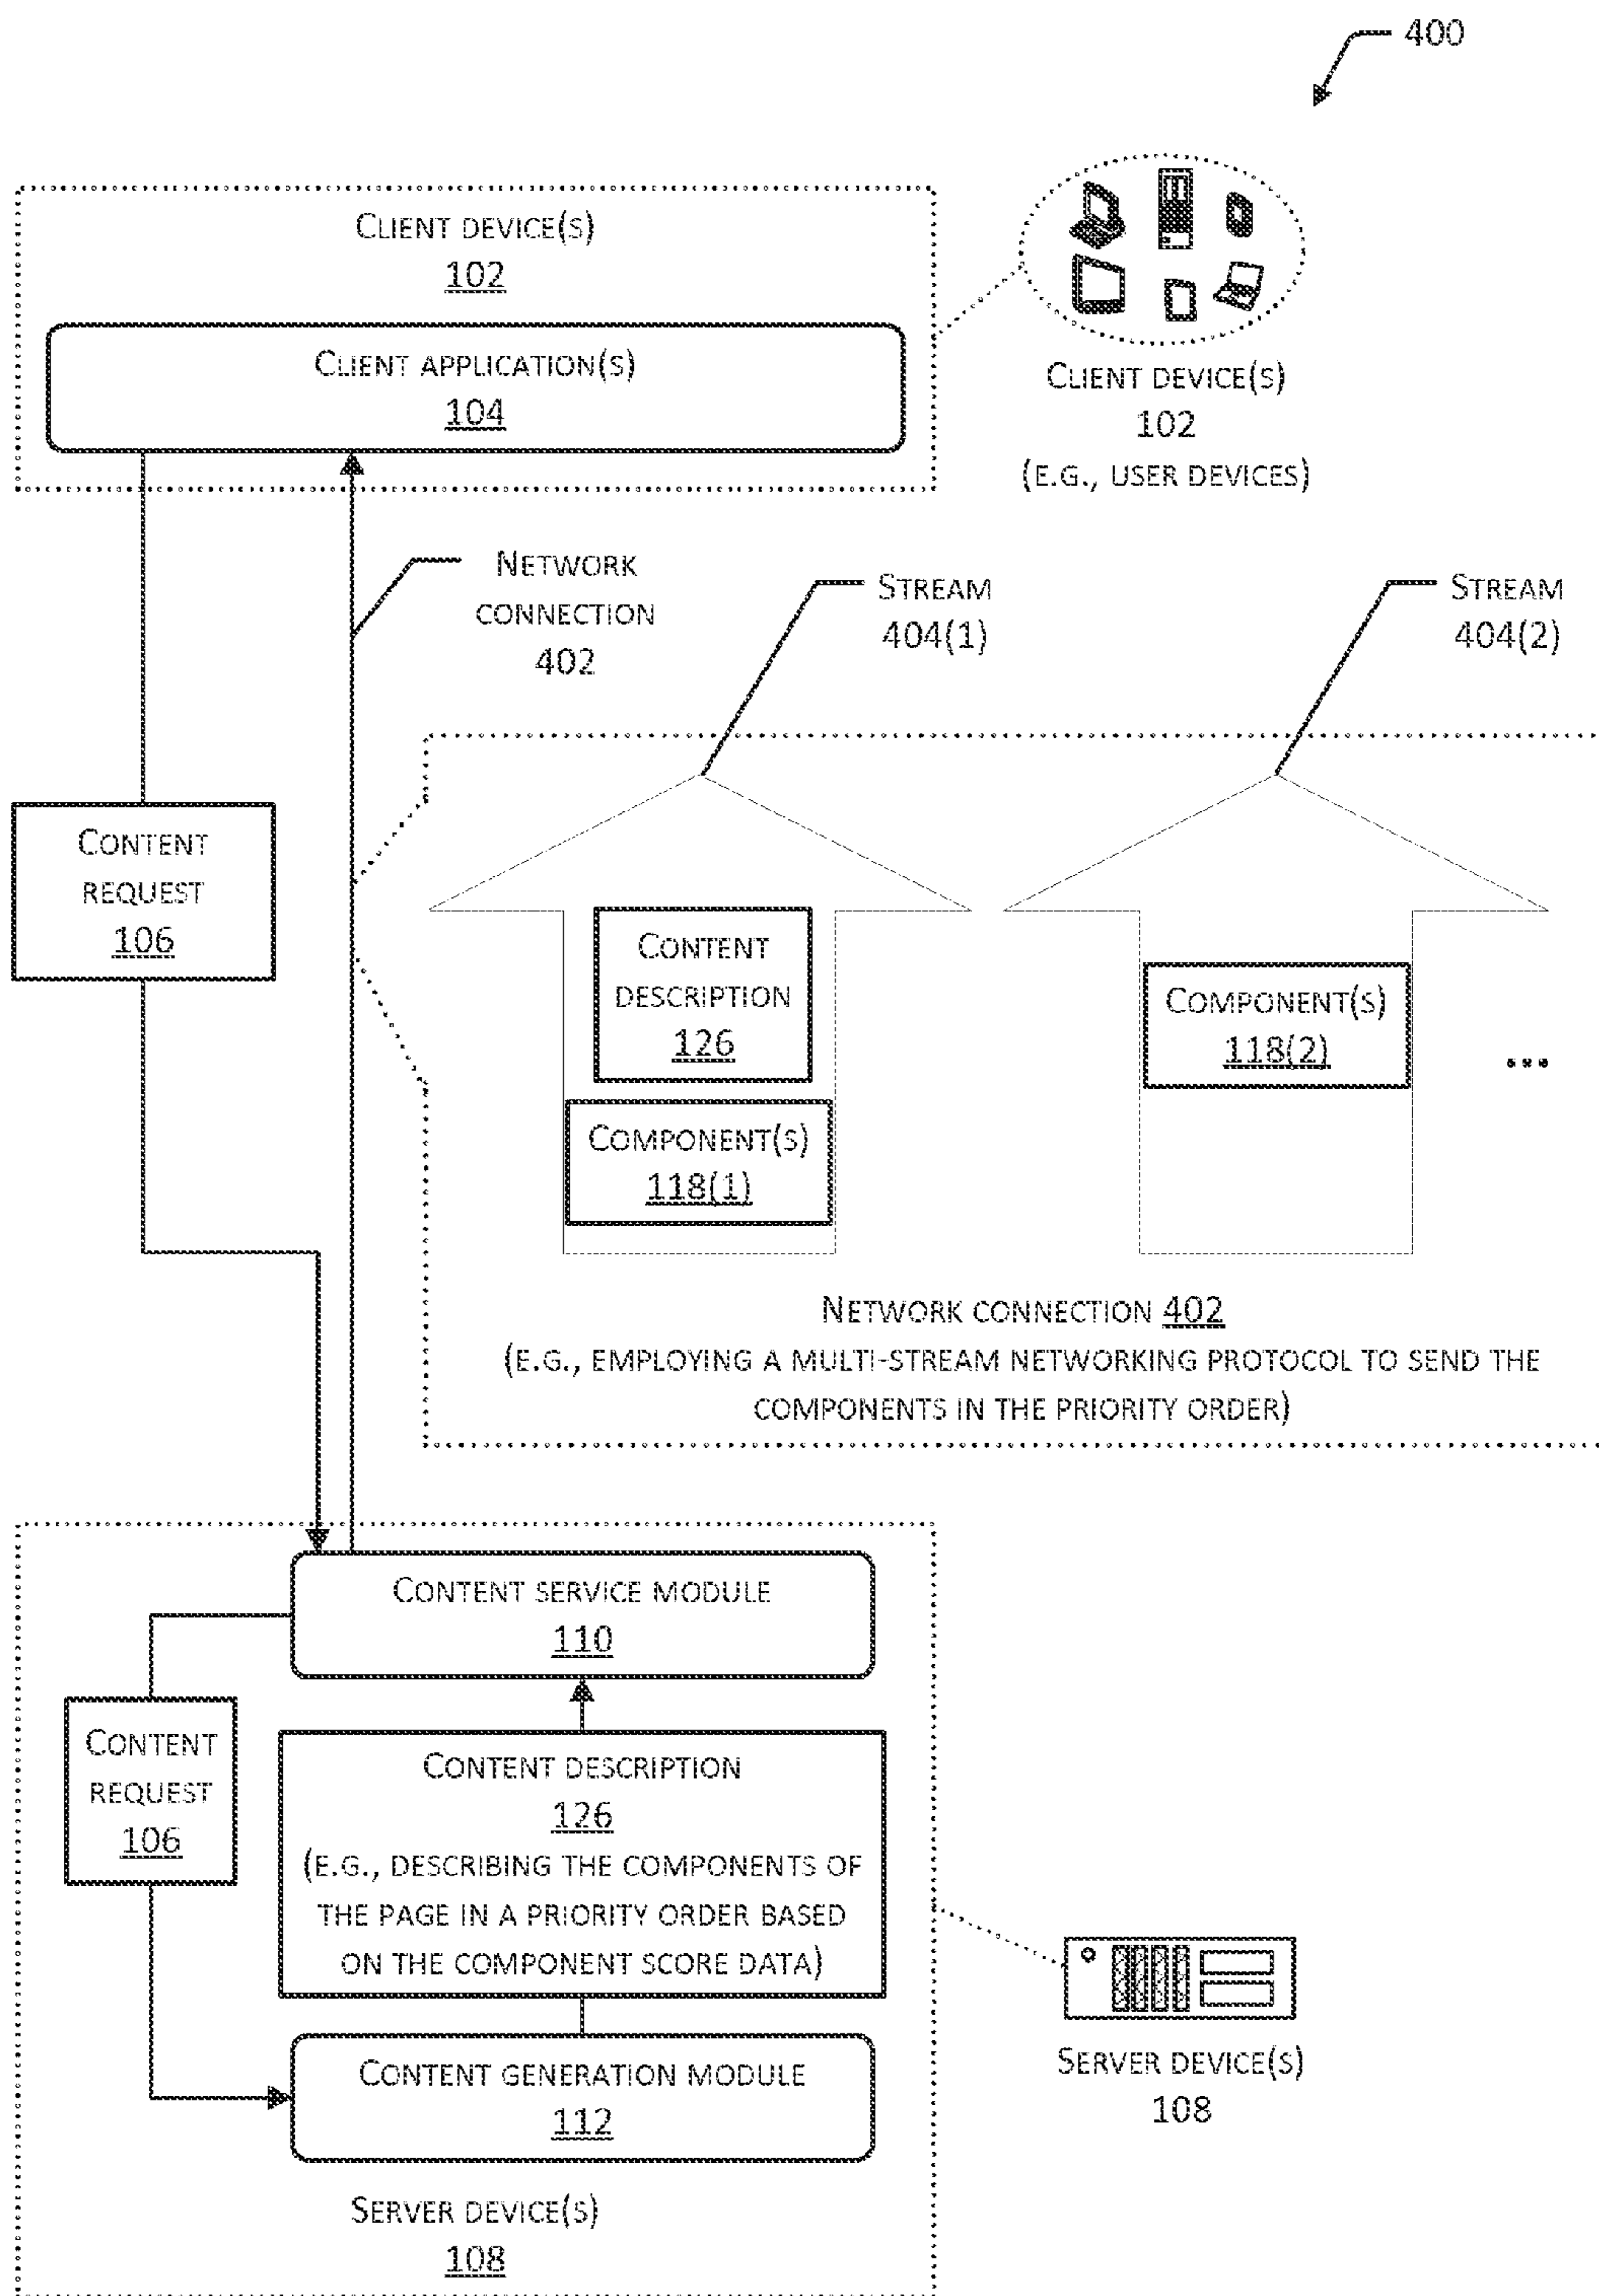 400
Client device(s)
102
Client application(s)
104
Client device(s)
102
(e.g., user devices)
Network
connection
402
Stream
404(1)
Stream
404(2)
Content
request
106
Content
description
126
Component(s)
118(1)
Component(s)
118(2)
...
Network connection 402
(e.g., employing a multi-stream networking protocol to send the
components in the priority order)
Content service module
110
Content
request
106
Content description
126
(e.g., describing the components of
the page in a priority order based
on the component score data)
Content generation module
112
Server device(s)
108
Server device(s)
108